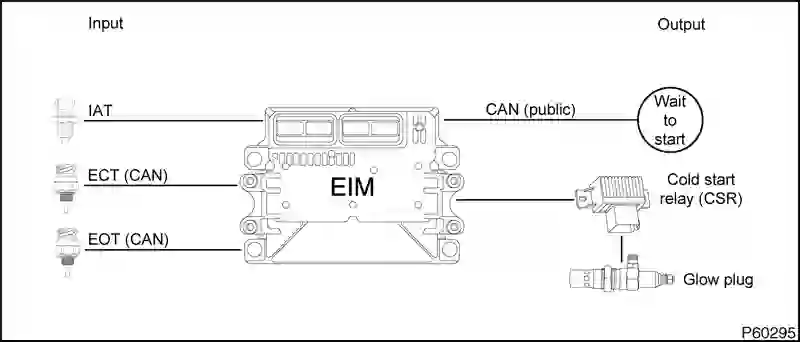 Input
Output
IAT
CAN (public)
Wait
to
start
ECT (CAN)
EIM
Cold start
relay (CSR)
EOT (CAN)
Glow plug
P60295